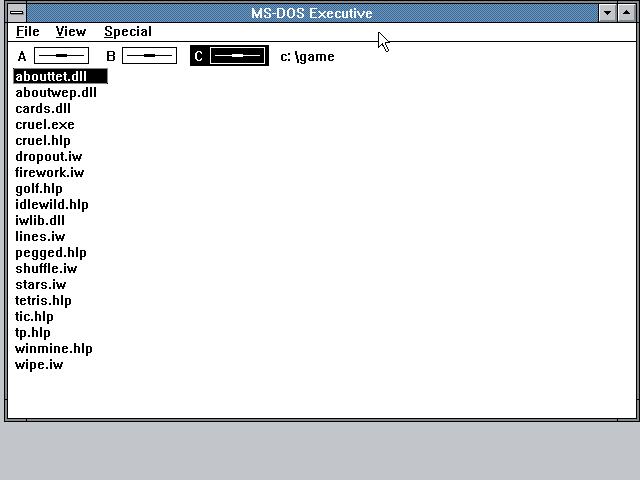 MS-DOS Executive
File View Special
A B C c: \game
abouttet.dll
aboutwep.dll
cards.dll
cruel.exe
cruel.hlp
dropout.iw
firework.iw
golf.hlp
idlewild.hlp
iwlib.dll
lines.iw
pegged.hlp
shuffle.iw
stars.iw
tetris.hlp
tic.hlp
tp.hlp
winmine.hlp
wipe.iw